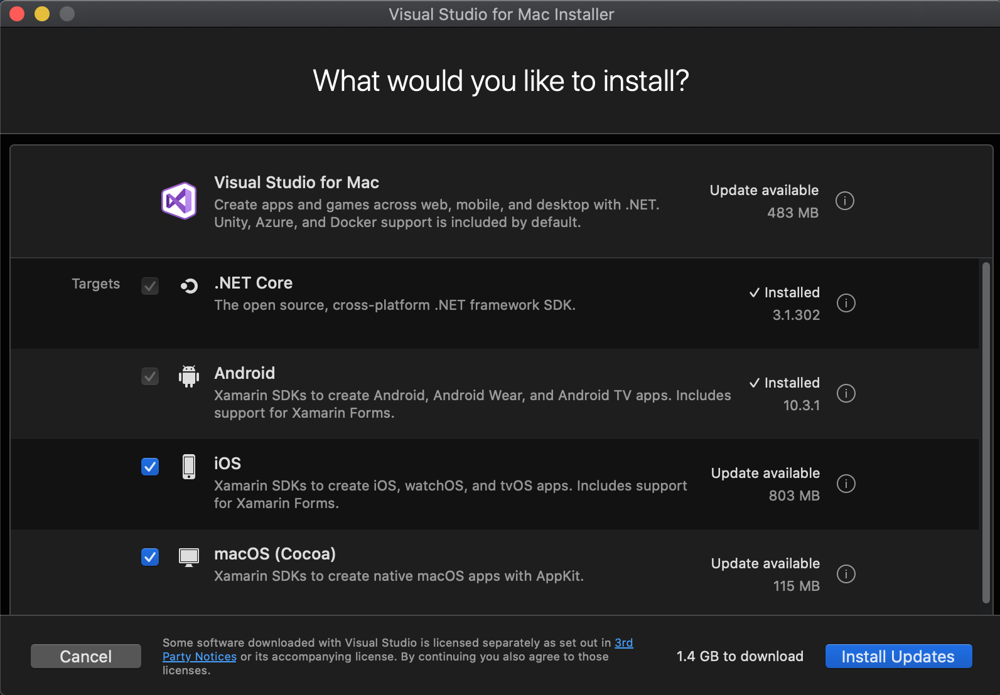 Visual Studio for Mac Installer
What would you like to install?
Visual Studio for Mac
Create apps and games across web, mobile, and desktop with .NET.
Unity, Azure, and Docker support is included by default.
Update available
483 MB
Targets
.NET Core
The open source, cross-platform .NET framework SDK.
✓ Installed
3.1.302
Android
Xamarin SDKs to create Android, Android Wear, and Android TV apps. Includes
support for Xamarin Forms.
✓ Installed
10.3.1
iOS
Xamarin SDKs to create iOS, watchOS, and tvOS apps. Includes support
for Xamarin Forms.
Update available
803 MB
macOS (Cocoa)
Xamarin SDKs to create native macOS apps with AppKit.
Update available
115 MB
Cancel
Some software downloaded with Visual Studio is licensed separately as set out in 3rd
Party Notices or its accompanying license. By continuing you also agree to those
licenses.
1.4 GB to download
Install Updates